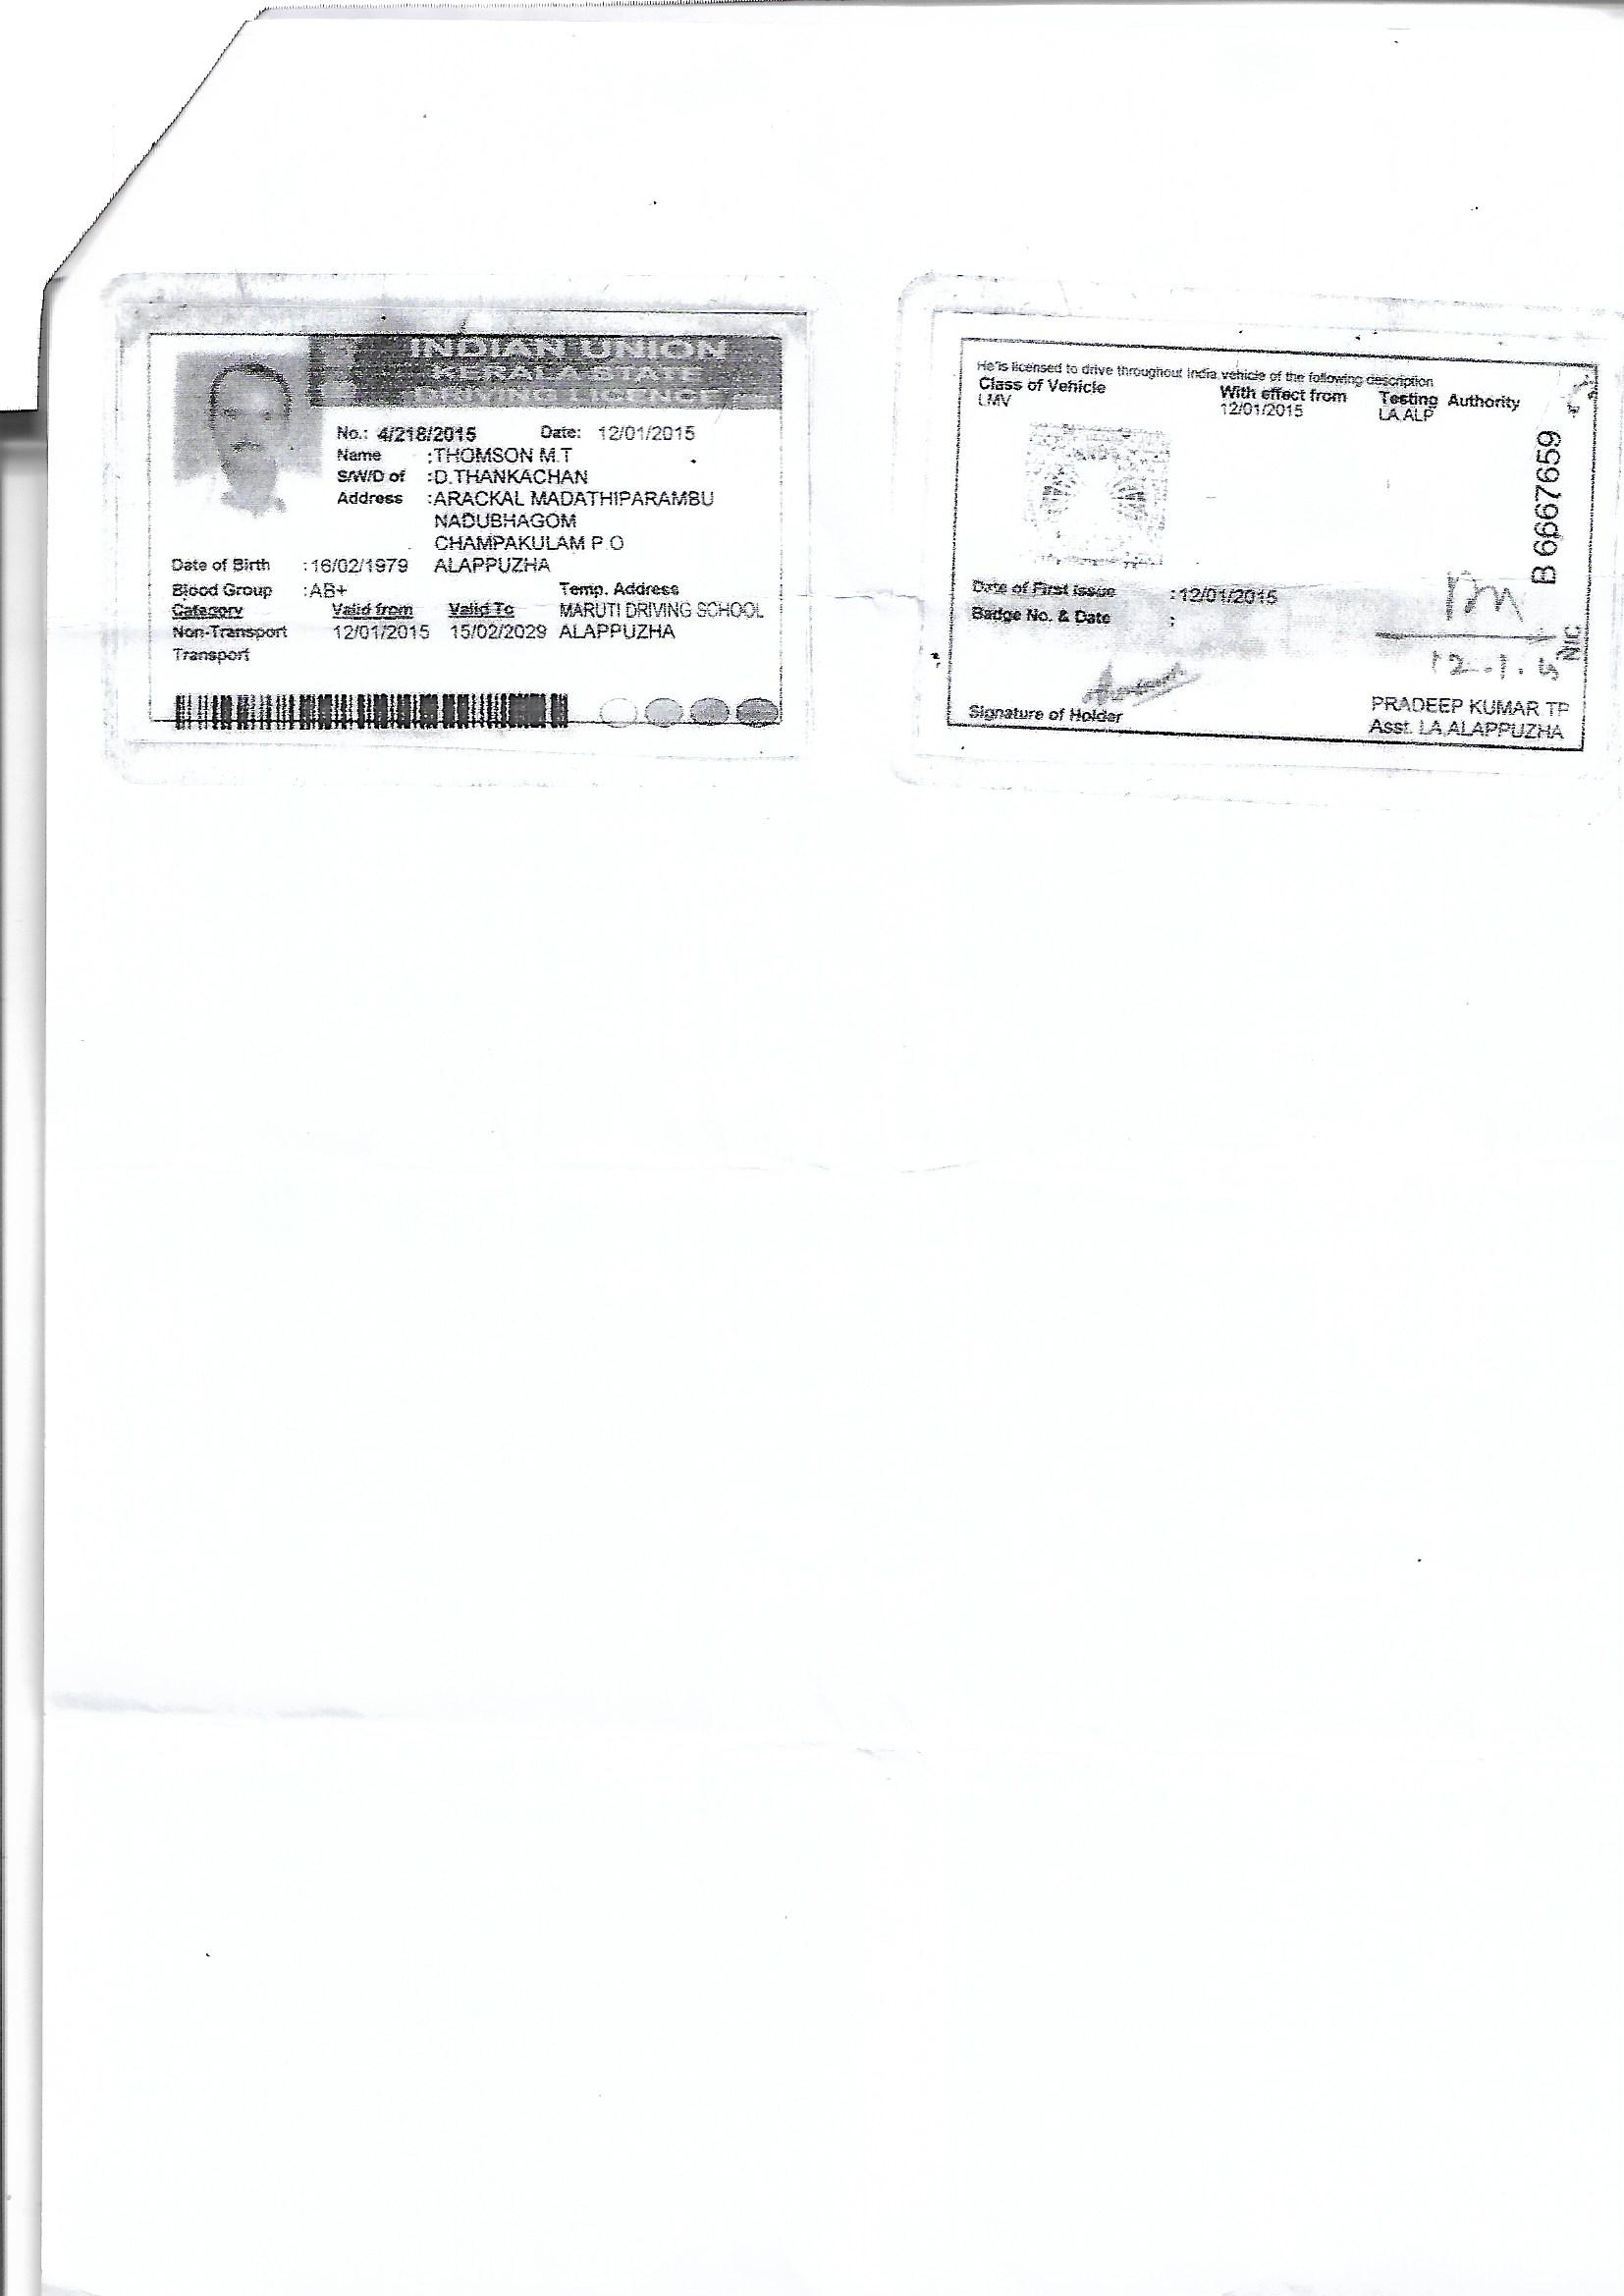 INDIAN UNION
KERALA STATE
DRIVING LICENCE
No.: 4/218/2015 Date: 12/01/2015
Name :THOMSON M.T
S/W/D of :D.THANKACHAN
Address :ARACKAL MADATHIPARAMBU
NADUBHAGOM
CHAMPAKULAM P.O
Date of Birth :16/02/1979 ALAPPUZHA
Blood Group :AB+ Temp. Address
Category Valid from Valid To MARUTI DRIVING SCHOOL
Non-Transport 12/01/2015 15/02/2029 ALAPPUZHA
Transport
He is licensed to drive throughout India vehicle of the following description
Class of Vehicle With effect from Testing Authority
LMV 12/01/2015 LA,ALP
B 6667659
Date of First Issue :12/01/2015
Badge No. & Date :
NIC
12.1.15
Signature of Holder
PRADEEP KUMAR TP
Asst. LA,ALAPPUZHA